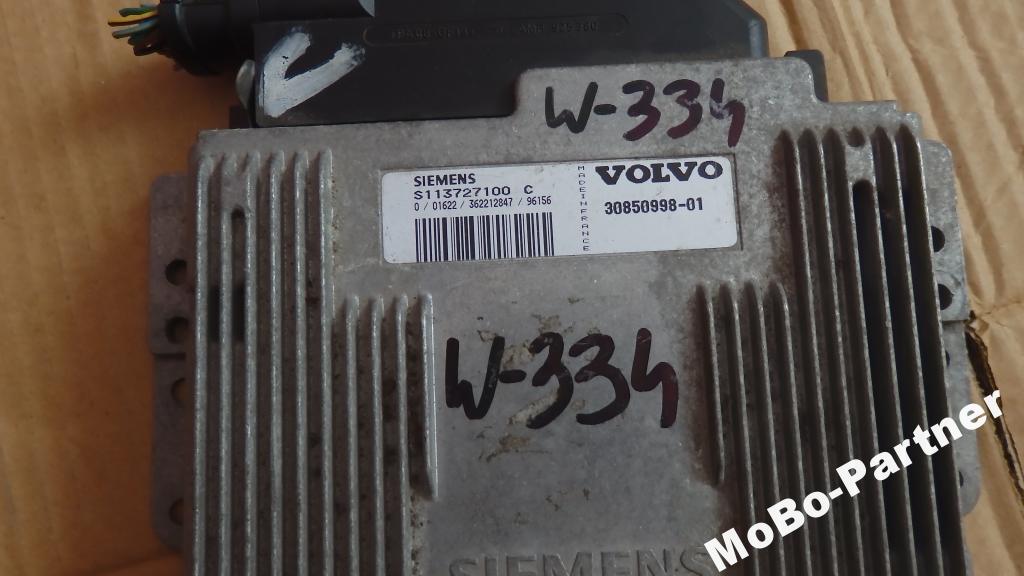 W-334
SIEMENS
S113727100 C
0 / 01622 / 362212847 / 96156
MADE IN FRANCE
VOLVO
30850998-01
W-334
SIEMENS
MoBo-Partner